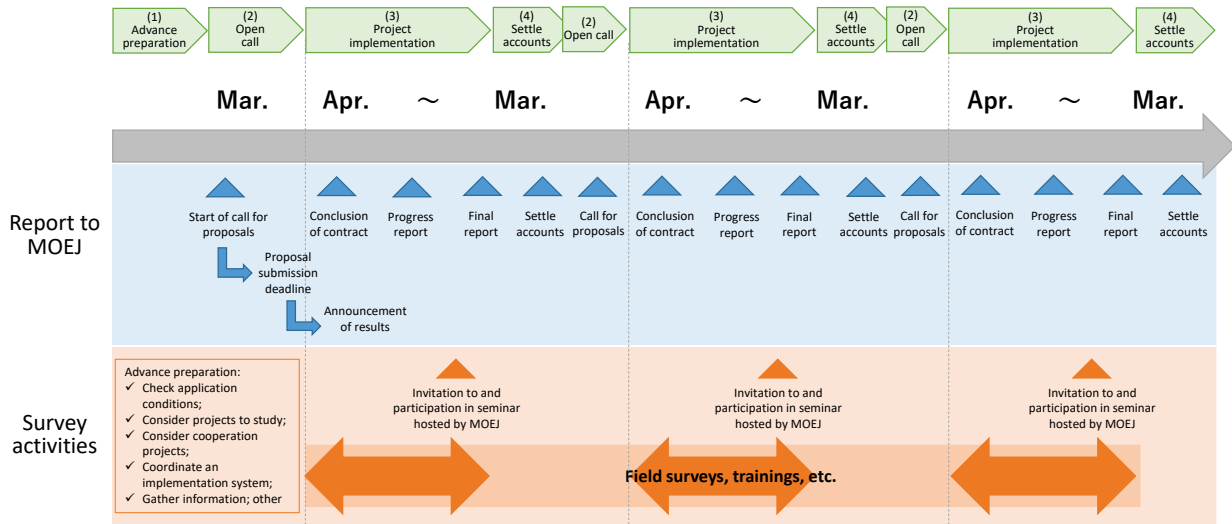 (1)
Advance
preparation
(2)
Open
call
(3)
Project
implementation
(4)
Settle
accounts
(2)
Open call
(3)
Project
implementation
(4)
Settle
accounts
(2)
Open
call
(3)
Project
implementation
(4)
Settle
accounts
Mar.
Apr. ~ Mar.
Apr. ~ Mar.
Apr. ~ Mar.
Report to
MOEJ
Start of call for
proposals
Conclusion
of contract
Progress
report
Final
report
Settle
accounts
Call for
proposals
Conclusion
of contract
Progress
report
Final
report
Settle
accounts
Call for
proposals
Conclusion
of contract
Progress
report
Final
report
Settle
accounts
Proposal
submission
deadline
Announcement
of results
Survey
activities
Advance preparation:
✓ Check application
conditions;
✓ Consider projects to study;
✓ Consider cooperation
projects;
✓ Coordinate an
implementation system;
✓ Gather information; other
Invitation to and
participation in seminar
hosted by MOEJ
Invitation to and
participation in seminar
hosted by MOEJ
Invitation to and
participation in seminar
hosted by MOEJ
Field surveys, trainings, etc.